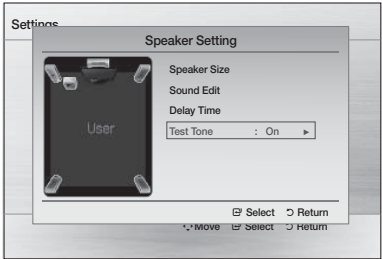 Settings
Speaker Setting
Speaker Size
Sound Edit
Delay Time
User
Test Tone : On ►
Select Return
Move Select Return